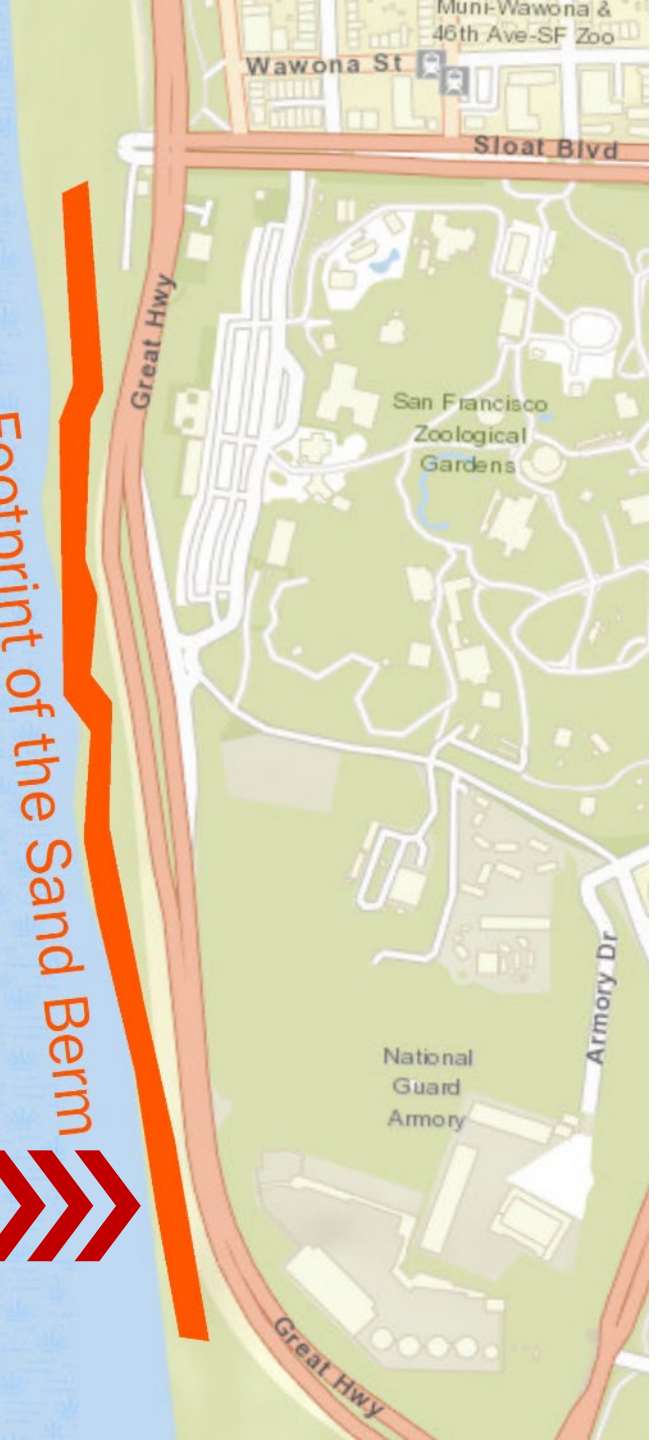 Muni-Wawona &
46th Ave-SF Zoo
Wawona St
Sloat Blvd
Great Hwy
San Francisco
Zoological
Gardens
Footprint of the Sand Berm
Armory Dr
National
Guard
Armory
Great Hwy